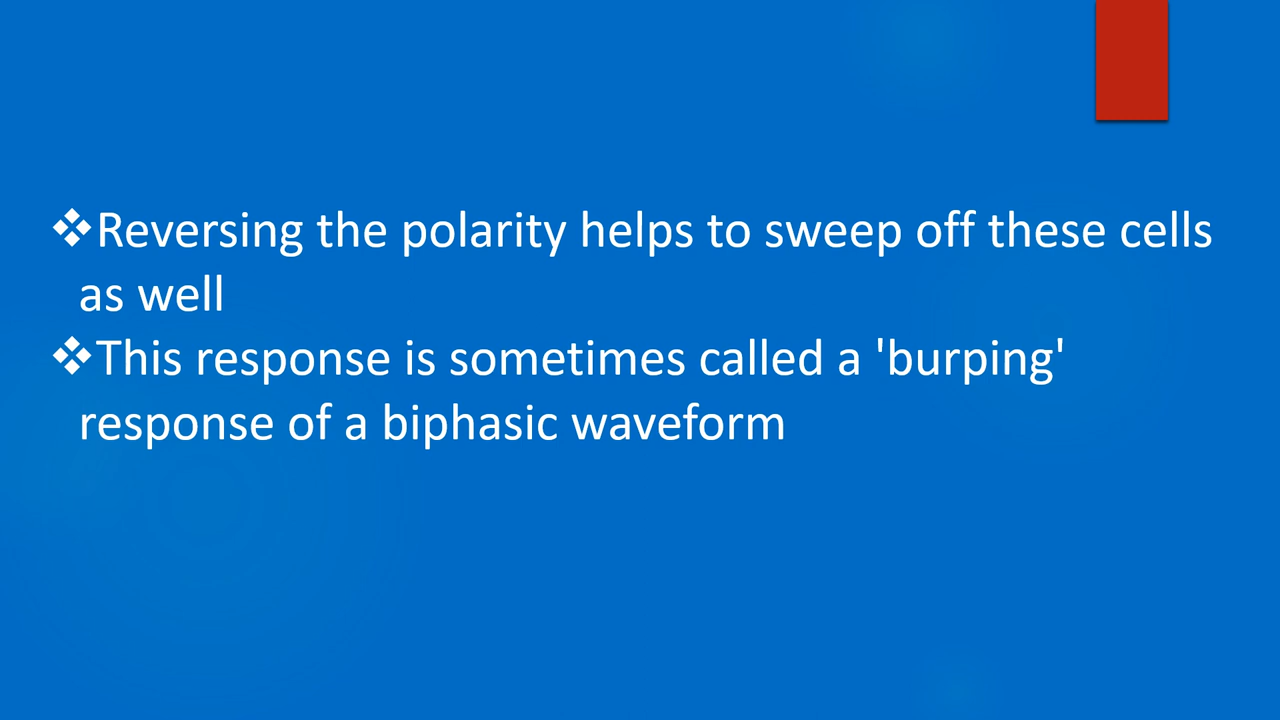 ❖Reversing the polarity helps to sweep off these cells
as well
❖This response is sometimes called a 'burping'
response of a biphasic waveform